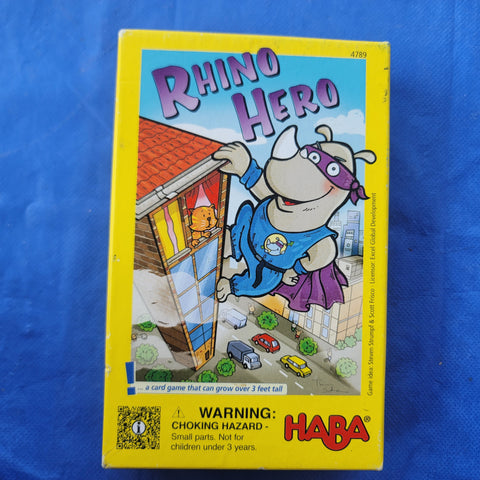 4789
RHINO
HERO
Game idea: Steven Strumpf & Scott Frisco · Licensor: Excel Global Development
! ... a card game that can grow over 3 feet tall
WARNING:
CHOKING HAZARD -
Small parts. Not for
children under 3 years.
HABA®